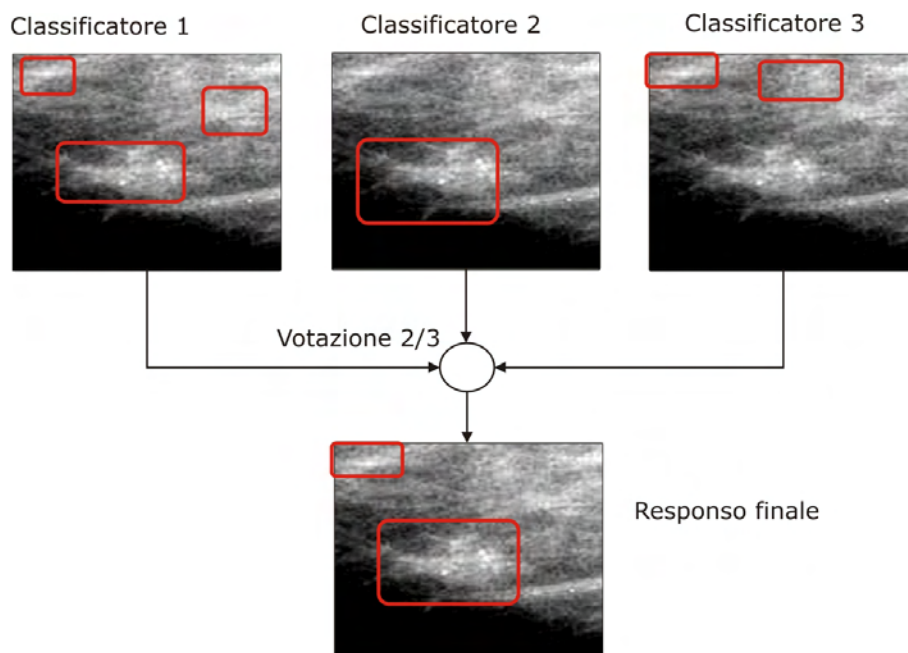 Classificatore 1
Classificatore 2
Classificatore 3
Votazione 2/3
Responso finale